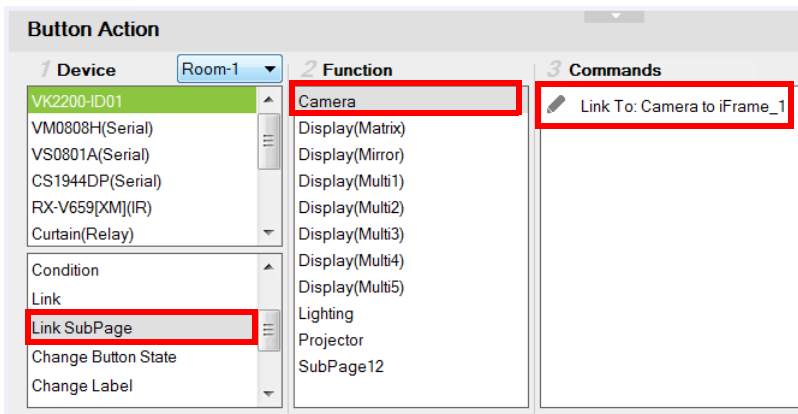 Button Action
1 Device
Room-1
2 Function
3 Commands
VK2200-ID01
VM0808H(Serial)
VS0801A(Serial)
CS1944DP(Serial)
RX-V659[XM](IR)
Curtain(Relay)
Condition
Link
Link SubPage
Change Button State
Change Label
Camera
Display(Matrix)
Display(Mirror)
Display(Multi1)
Display(Multi2)
Display(Multi3)
Display(Multi4)
Display(Multi5)
Lighting
Projector
SubPage12
Link To: Camera to iFrame_1